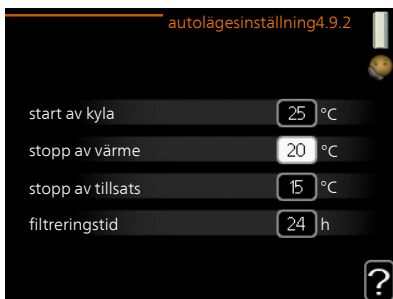 autolägesinställning4.9.2
start av kyla 25 °C
stopp av värme 20 °C
stopp av tillsats 15 °C
filtreringstid 24 h
?